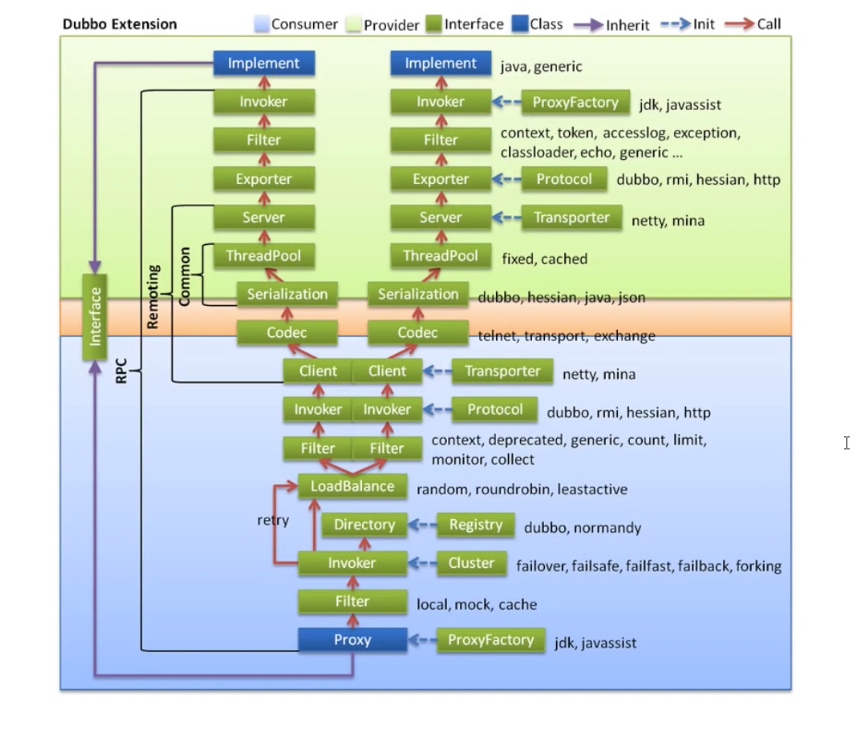 Dubbo Extension Consumer Provider Interface Class Inherit Init Call
Implement Implement java, generic
Invoker Invoker ProxyFactory jdk, javassist
Filter Filter context, token, accesslog, exception,
classloader, echo, generic ...
Exporter Exporter Protocol dubbo, rmi, hessian, http
Server Server Transporter netty, mina
ThreadPool ThreadPool fixed, cached
Common
Remoting
Serialization Serialization dubbo, hessian, java, json
Interface
Codec Codec telnet, transport, exchange
RPC
Client Client Transporter netty, mina
Invoker Invoker Protocol dubbo, rmi, hessian, http
Filter Filter context, deprecated, generic, count, limit,
monitor, collect
LoadBalance random, roundrobin, leastactive
retry
Directory Registry dubbo, normandy
Invoker Cluster failover, failsafe, failfast, failback, forking
Filter local, mock, cache
Proxy ProxyFactory jdk, javassist